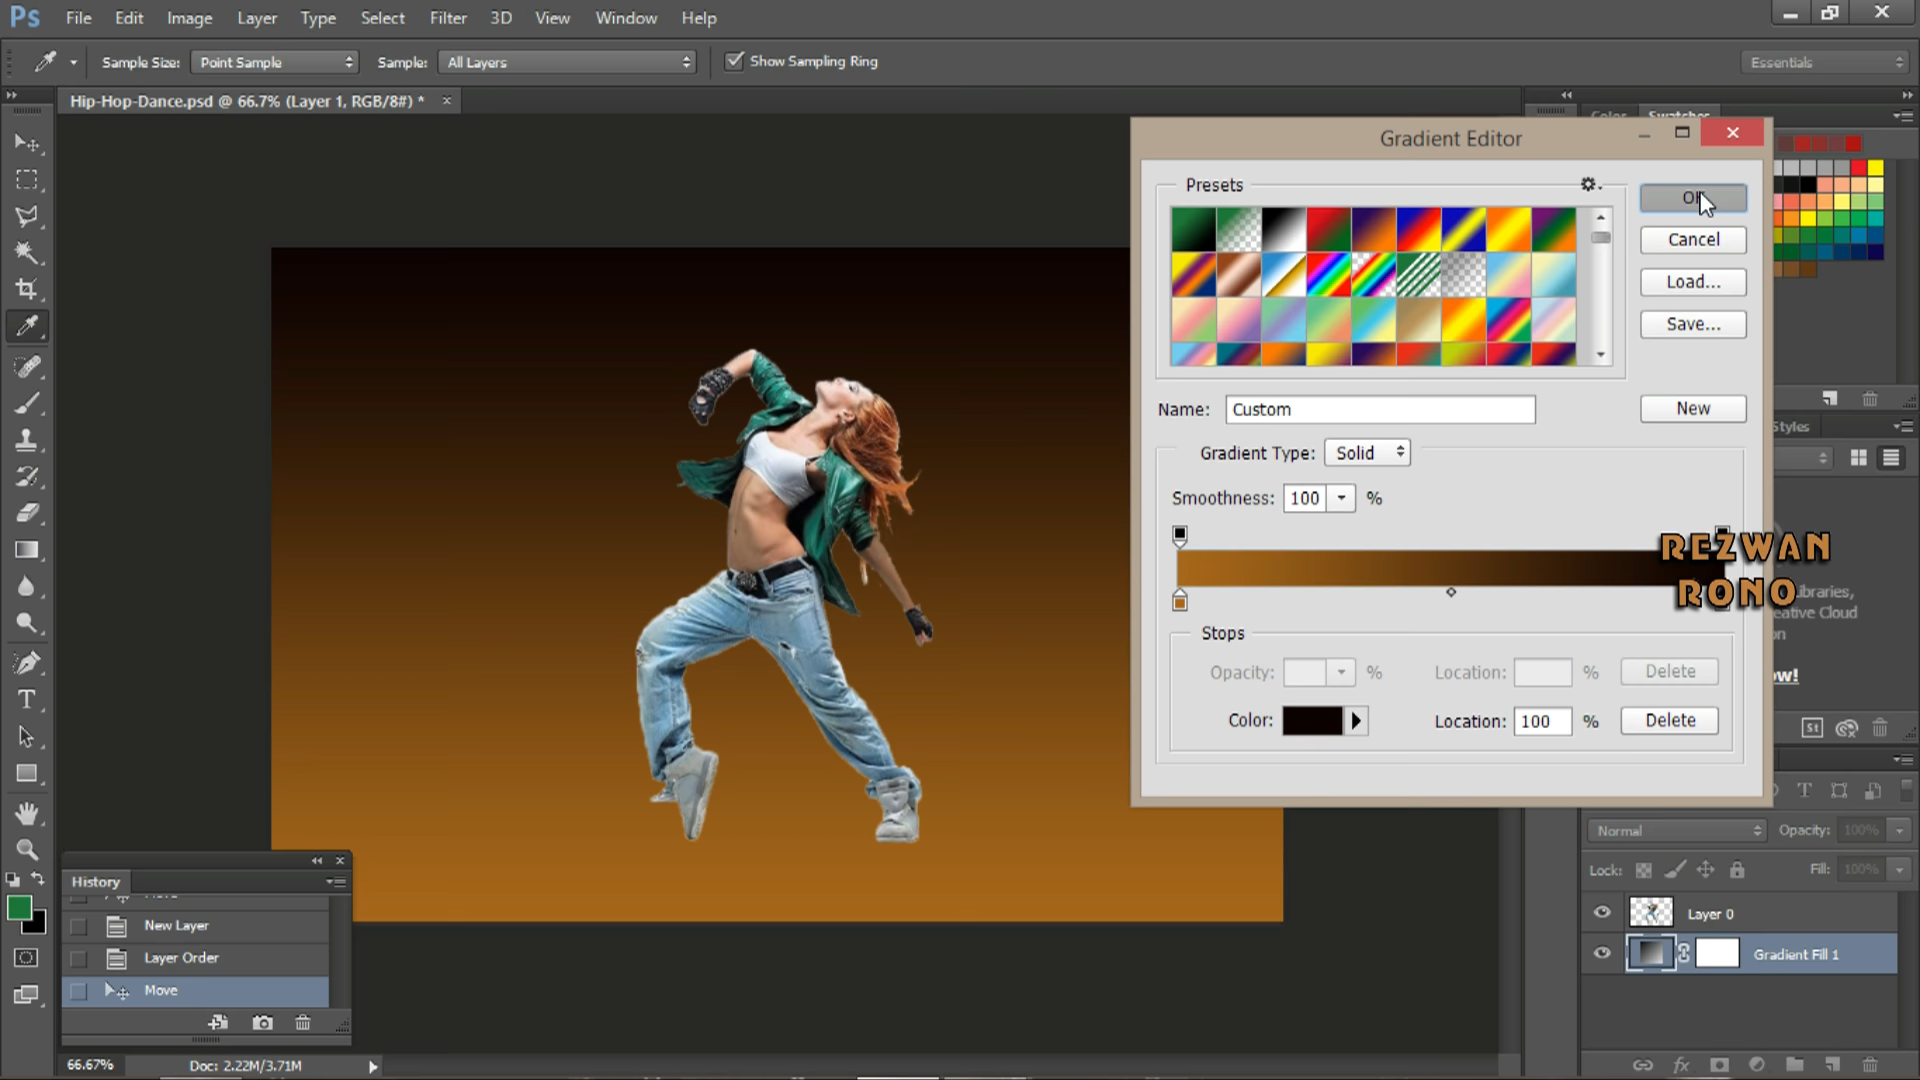 Ps File Edit Image Layer Type Select Filter 3D View Window Help
Sample Size: Point Sample Sample: All Layers Show Sampling Ring Essentials
Hip-Hop-Dance.psd @ 66.7% (Layer 1, RGB/8#) * ×
Color Swatches
Gradient Editor
Presets
OK
Cancel
Load...
Save...
Name: Custom New
Styles
Gradient Type: Solid
Smoothness: 100 %
REZWAN
RONO
Libraries,
eative Cloud
on
ow!
Stops
Opacity: % Location: % Delete
Color: Location: 100 % Delete
St
Normal Opacity: 100%
Lock: Fill: 100%
Layer 0
Gradient Fill 1
History
New Layer
Layer Order
Move
66.67% Doc: 2.22M/3.71M